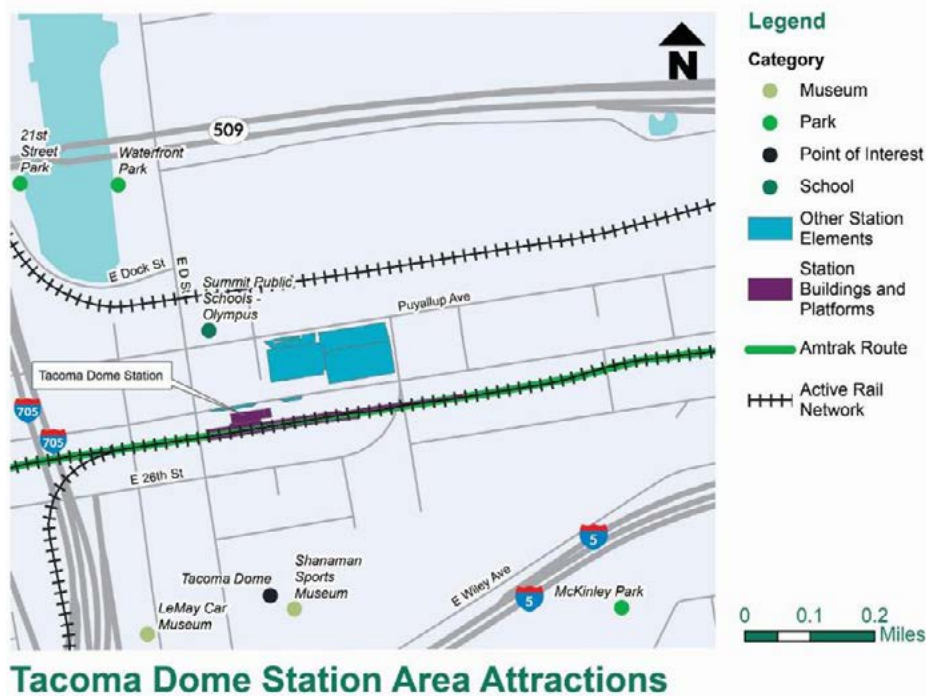 21st
Street
Park
Waterfront
Park
509
N
E Dock St
E D St
Summit Public
Schools -
Olympus
Puyallup Ave
Tacoma Dome Station
705
705
E 26th St
Tacoma Dome
Shanaman
Sports
Museum
LeMay Car
Museum
E Wiley Ave
5
5
McKinley Park
Legend
Category
Museum
Park
Point of Interest
School
Other Station
Elements
Station
Buildings and
Platforms
Amtrak Route
Active Rail
Network
0 0.1 0.2
Miles
Tacoma Dome Station Area Attractions